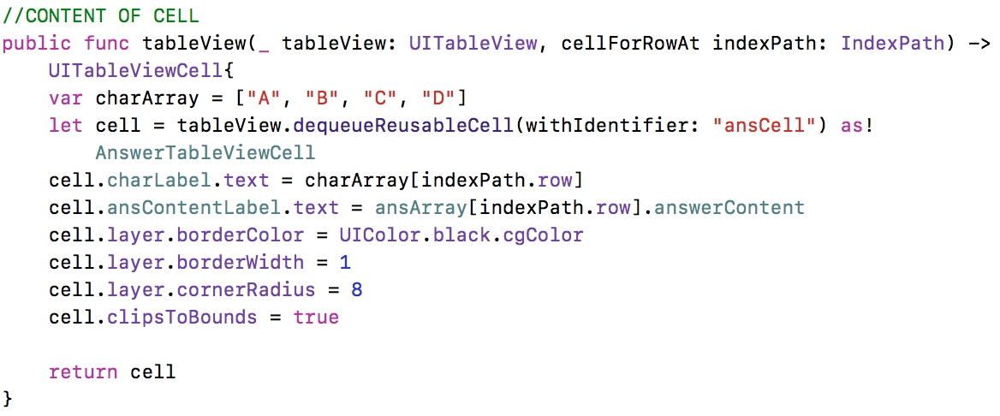 //CONTENT OF CELL
public func tableView(_ tableView: UITableView, cellForRowAt indexPath: IndexPath) ->
    UITableViewCell{
    var charArray = ["A", "B", "C", "D"]
    let cell = tableView.dequeueReusableCell(withIdentifier: "ansCell") as!
        AnswerTableViewCell
    cell.charLabel.text = charArray[indexPath.row]
    cell.ansContentLabel.text = ansArray[indexPath.row].answerContent
    cell.layer.borderColor = UIColor.black.cgColor
    cell.layer.borderWidth = 1
    cell.layer.cornerRadius = 8
    cell.clipsToBounds = true
    return cell
}